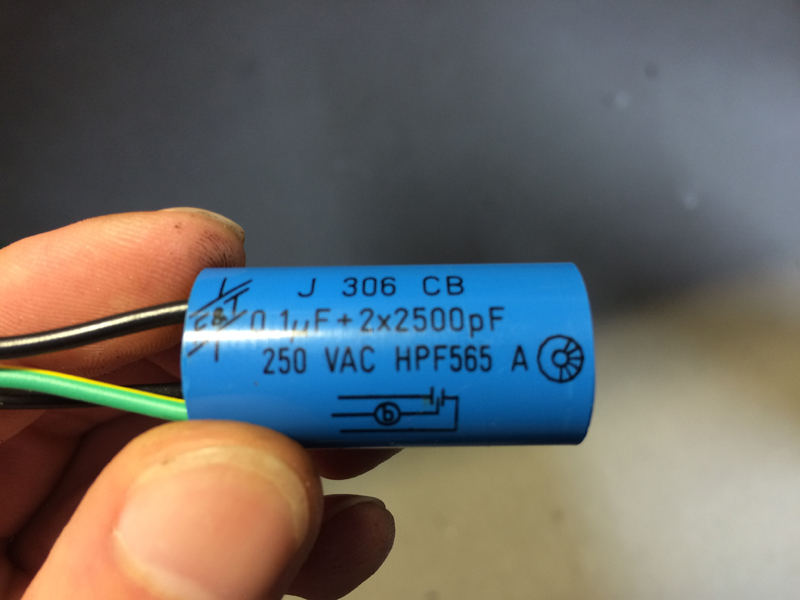 J 306 CB
0.1µF+2x2500pF
250 VAC HPF565 A
b